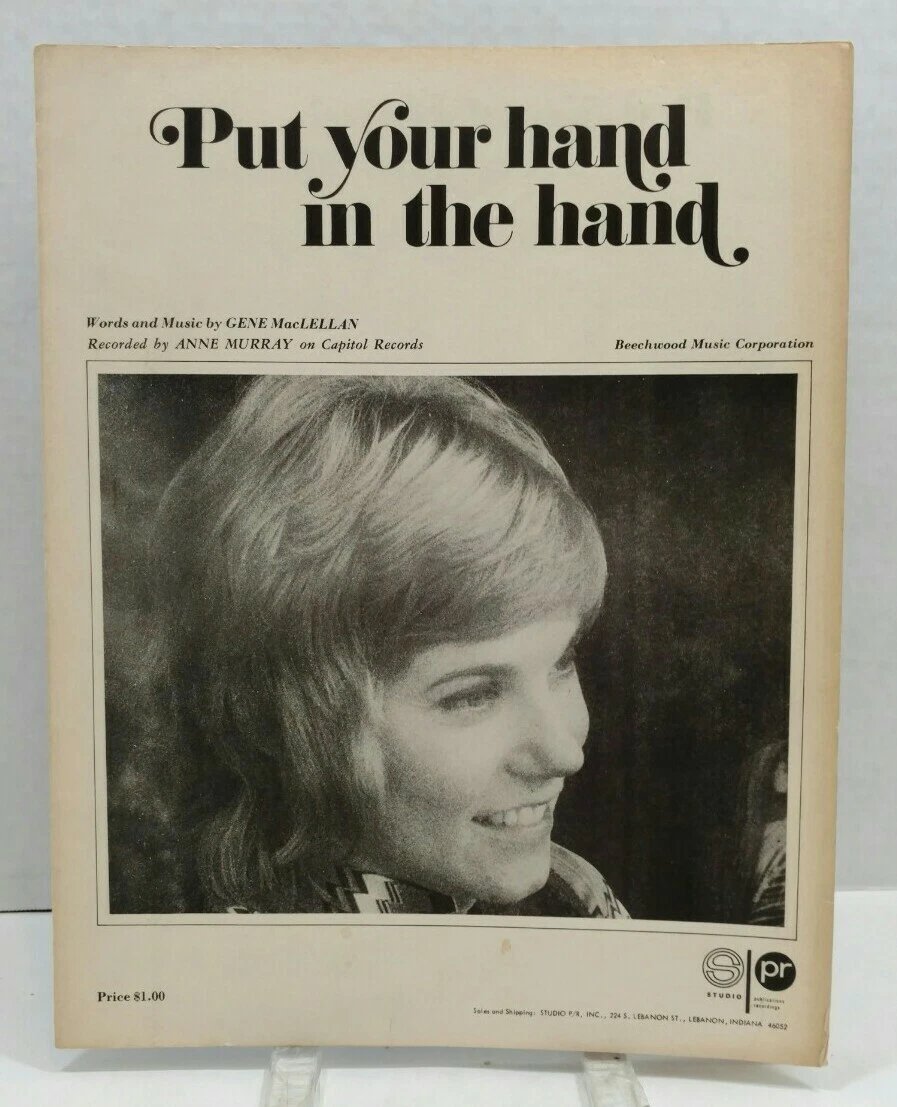 Put your hand
in the hand
Words and Music by GENE MacLELLAN
Recorded by ANNE MURRAY on Capitol Records
Beechwood Music Corporation
S
pr
STUDIO
publications
recordings
Price $1.00
Sales and Shipping: STUDIO P/R, INC., 224 S. LEBANON ST., LEBANON, INDIANA 46052